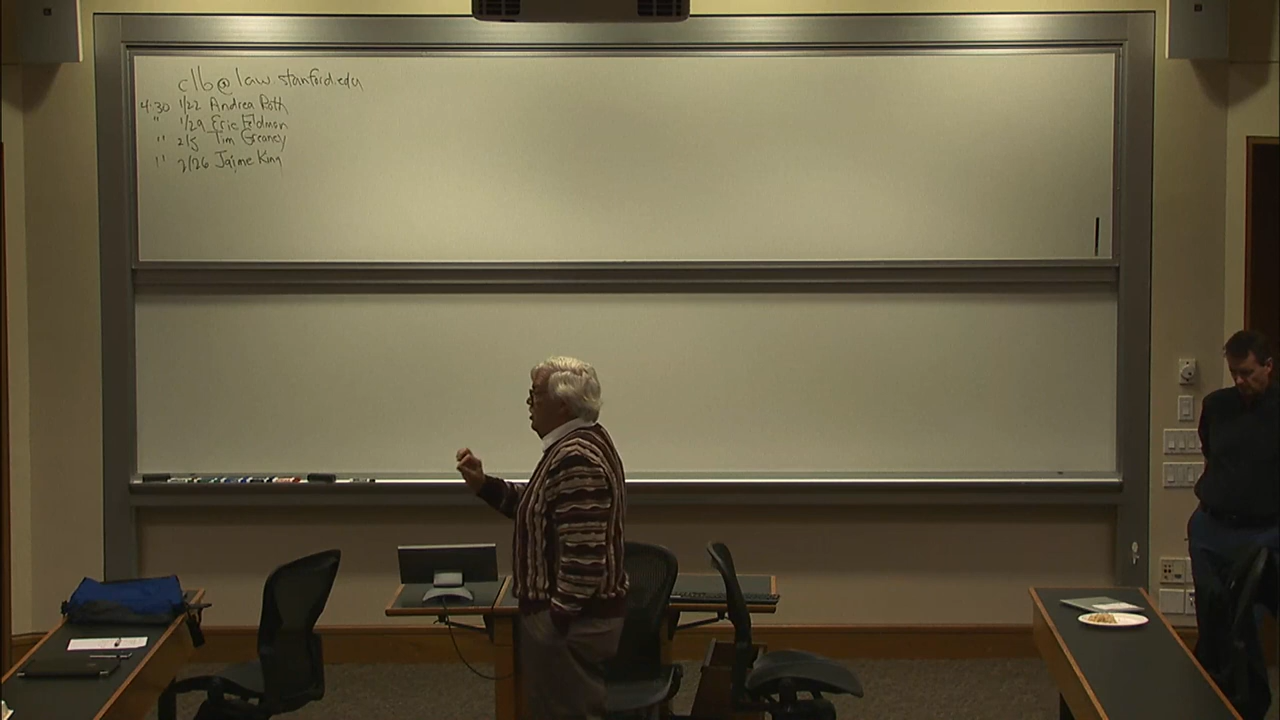 clb@law.stanford.edu
4:30 1/22 Andrea Roth
" 1/29 Eric Feldman
" 2/5 Tim Greaney
" 2/26 Jaime King